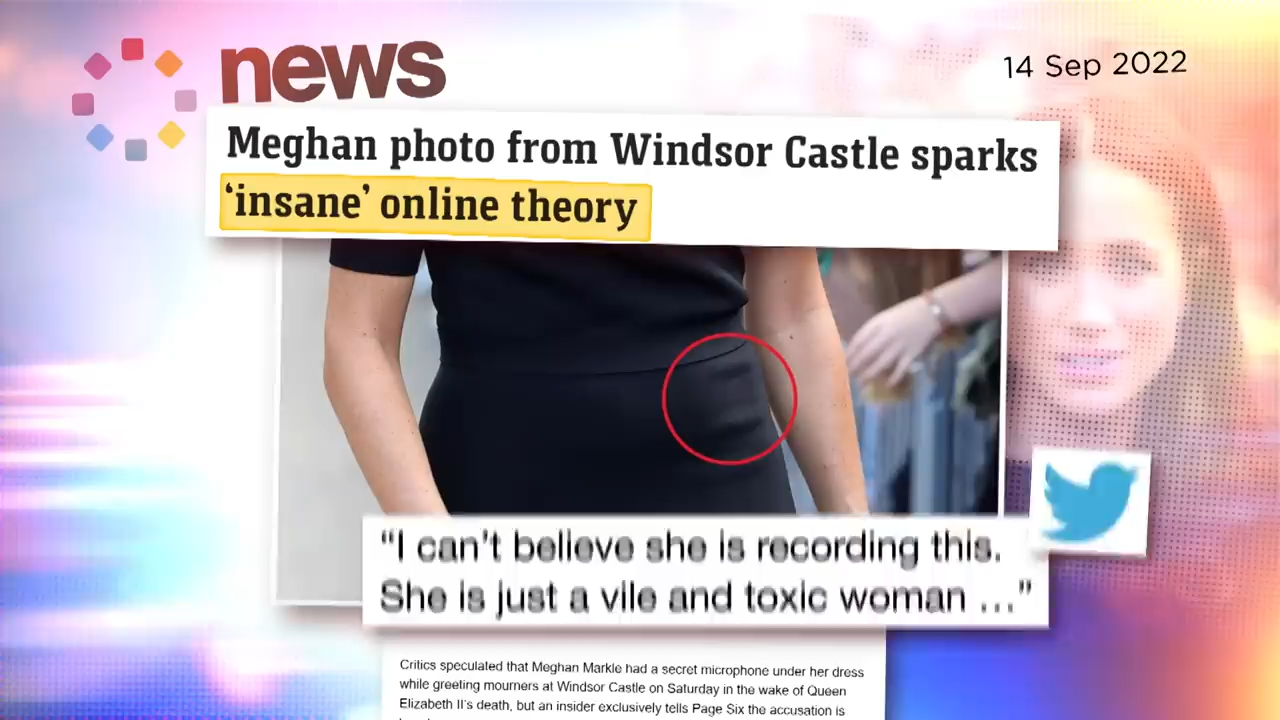 news
14 Sep 2022
Meghan photo from Windsor Castle sparks
‘insane’ online theory
“I can’t believe she is recording this.
She is just a vile and toxic woman ...”
Critics speculated that Meghan Markle had a secret microphone under her dress
while greeting mourners at Windsor Castle on Saturday in the wake of Queen
Elizabeth II's death, but an insider exclusively tells Page Six the accusation is